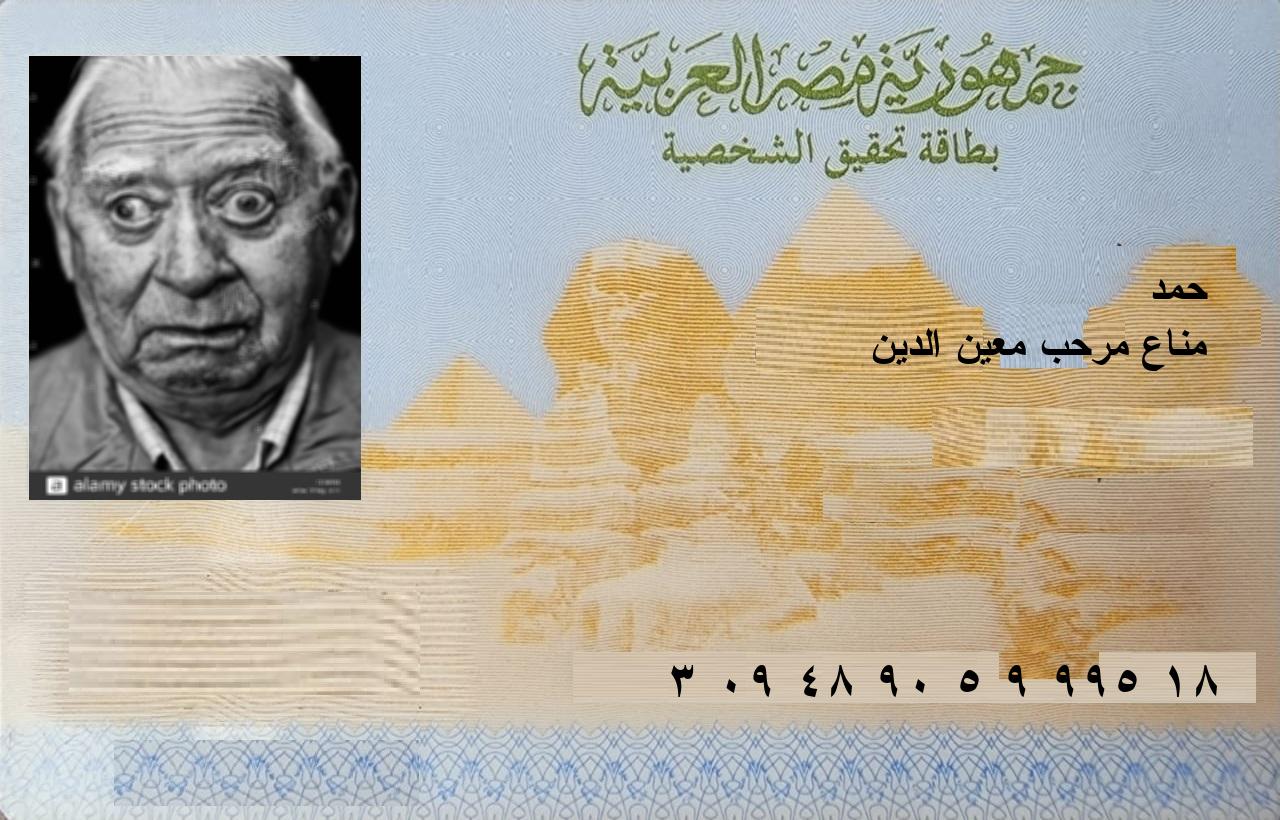 جمهورية مصر العربية
بطاقة تحقيق الشخصية
حمد
مناع مرحب معين الدين
٣ ٠٩ ٤٨ ٩٠ ٥ ٩ ٩٩٥ ١٨
a alamy stock photo